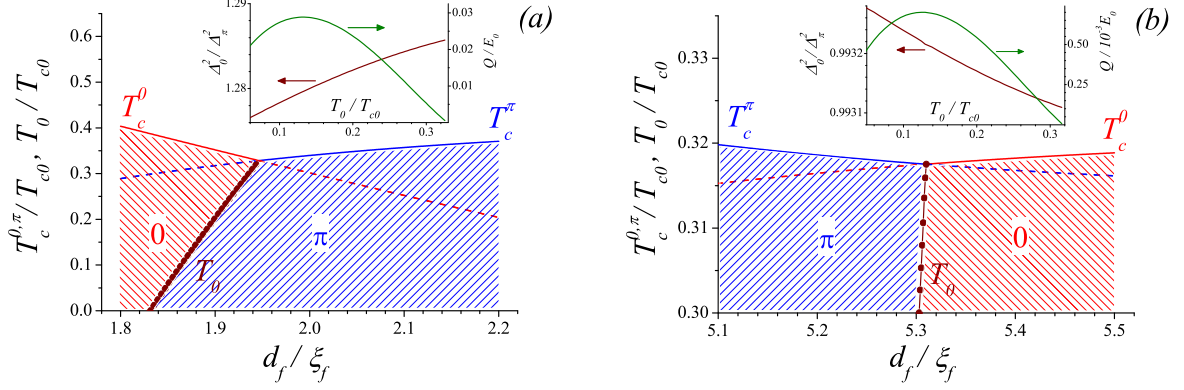 (a)
T_c^{0,π}/ T_{c0}, T_0 / T_{c0}
0.6
0.5
0.4
0.3
0.2
0.1
0.0
1.8
1.9
2.0
2.1
2.2
d_f / ξ_f
T_c^0
T_c^π
0
π
T_0
Δ_0^2/ Δ_π^2
1.29
1.28
0.1
0.2
0.3
T_0 / T_{c0}
0.03
0.02
0.01
Q / E_0
(b)
T_c^{0,π}/ T_{c0}, T_0 / T_{c0}
0.35
0.34
0.33
0.32
0.31
0.30
5.1
5.2
5.3
5.4
5.5
d_f / ξ_f
T_c^π
T_c^0
π
0
T_0
Δ_0^2/ Δ_π^2
0.9932
0.9931
0.1
0.2
0.3
T_0 / T_{c0}
0.50
0.25
Q / 10^{-3}E_0